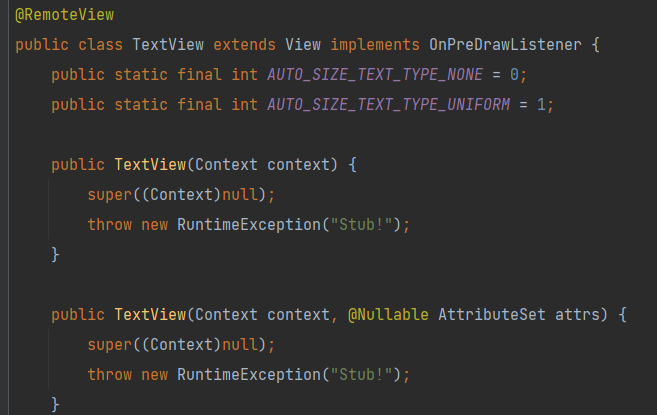 @RemoteView
public class TextView extends View implements OnPreDrawListener {
public static final int AUTO_SIZE_TEXT_TYPE_NONE = 0;
public static final int AUTO_SIZE_TEXT_TYPE_UNIFORM = 1;
public TextView(Context context) {
super((Context)null);
throw new RuntimeException("Stub!");
}
public TextView(Context context, @Nullable AttributeSet attrs) {
super((Context)null);
throw new RuntimeException("Stub!");
}